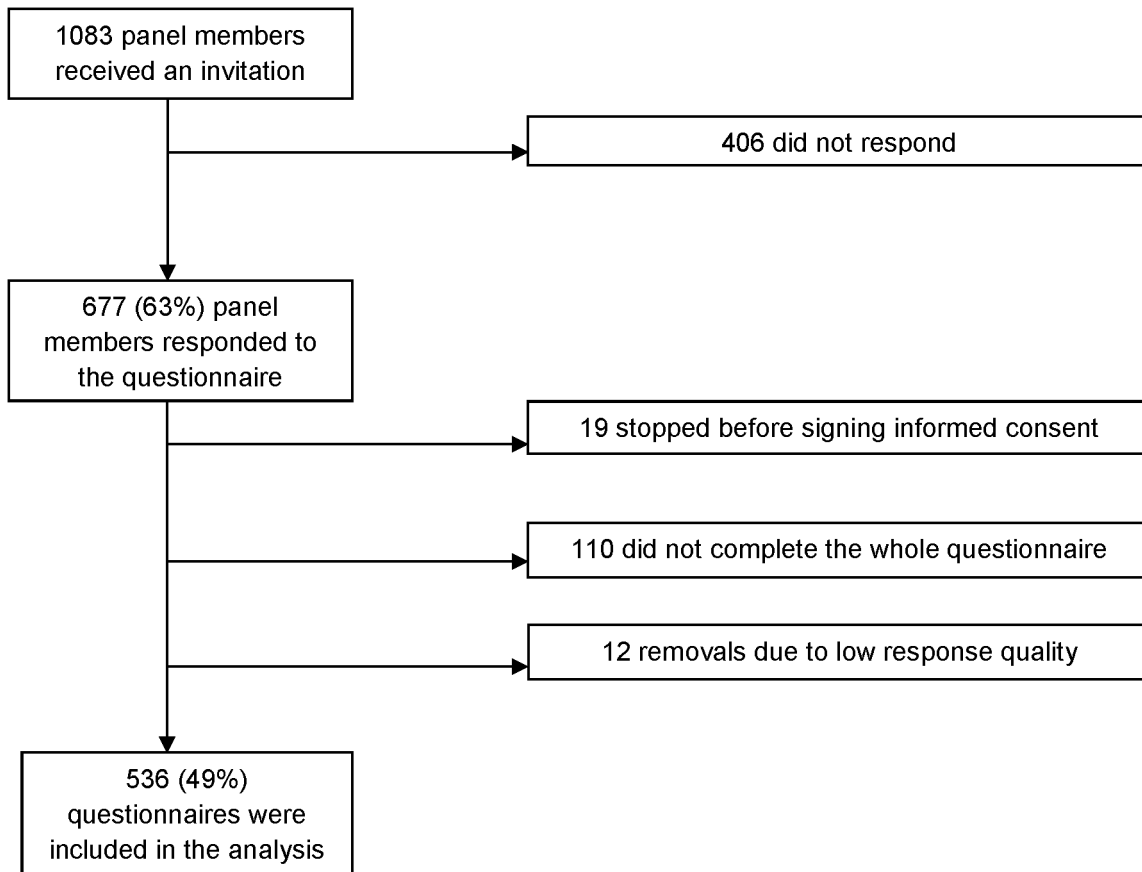 1083 panel members
received an invitation
406 did not respond
677 (63%) panel
members responded to
the questionnaire
19 stopped before signing informed consent
110 did not complete the whole questionnaire
12 removals due to low response quality
536 (49%)
questionnaires were
included in the analysis